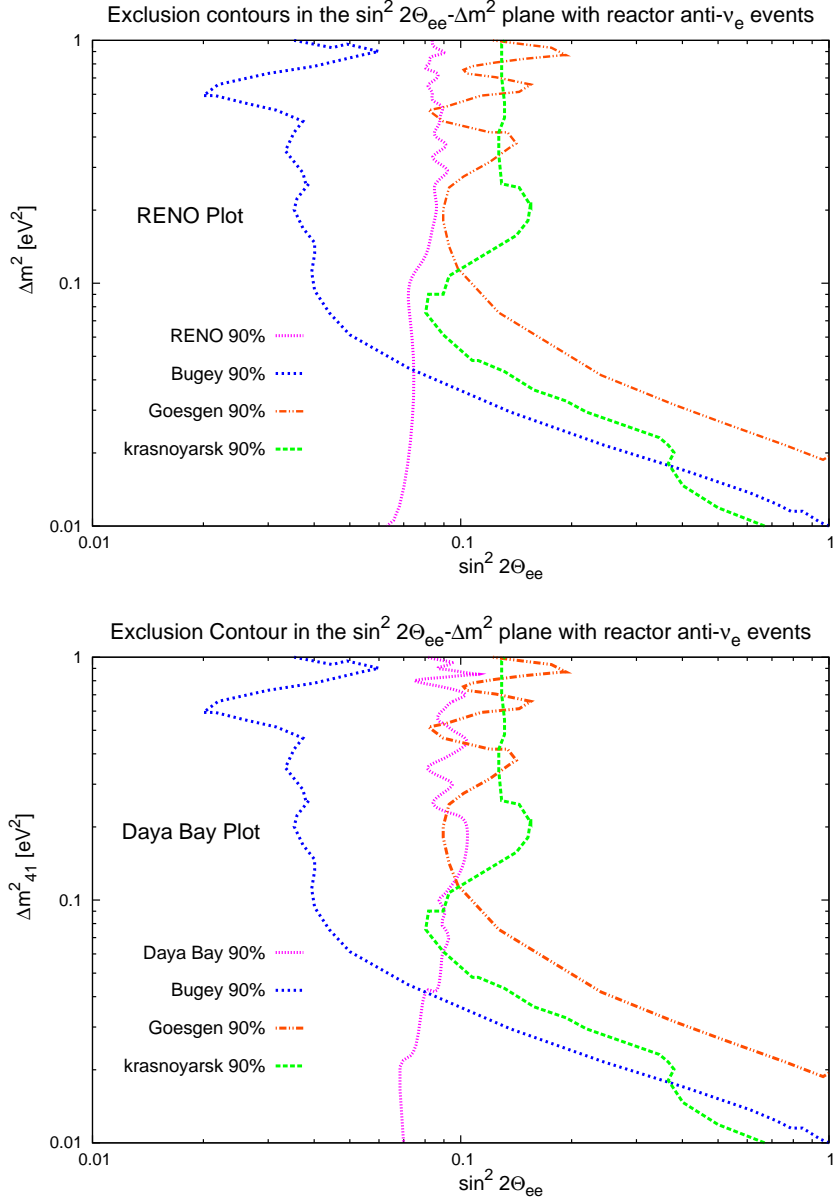 Exclusion contours in the sin² 2Θee-Δm² plane with reactor anti-νe events
1
0.1
0.01
Δm² [eV²]
RENO Plot
RENO 90%
Bugey 90%
Goesgen 90%
krasnoyarsk 90%
0.01 0.1 1
sin² 2Θee
Exclusion Contour in the sin² 2Θee-Δm² plane with reactor anti-νe events
1
0.1
0.01
Δm²41 [eV²]
Daya Bay Plot
Daya Bay 90%
Bugey 90%
Goesgen 90%
krasnoyarsk 90%
0.01 0.1 1
sin² 2Θee